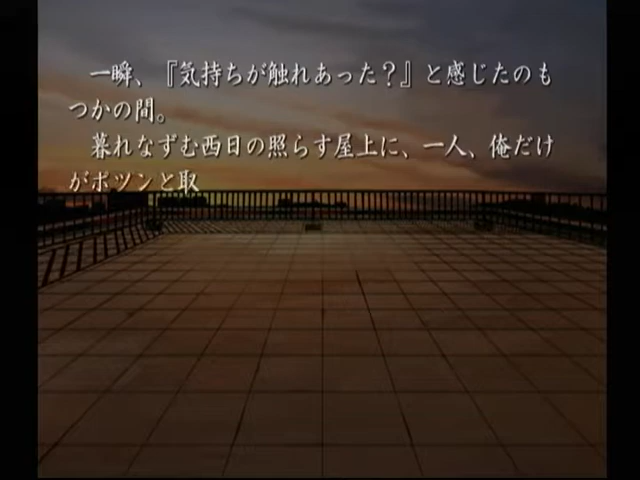 一瞬、『気持ちが触れあった？』と感じたのも
つかの間。
　暮れなずむ西日の照らす屋上に、一人、俺だけ
がポツンと取